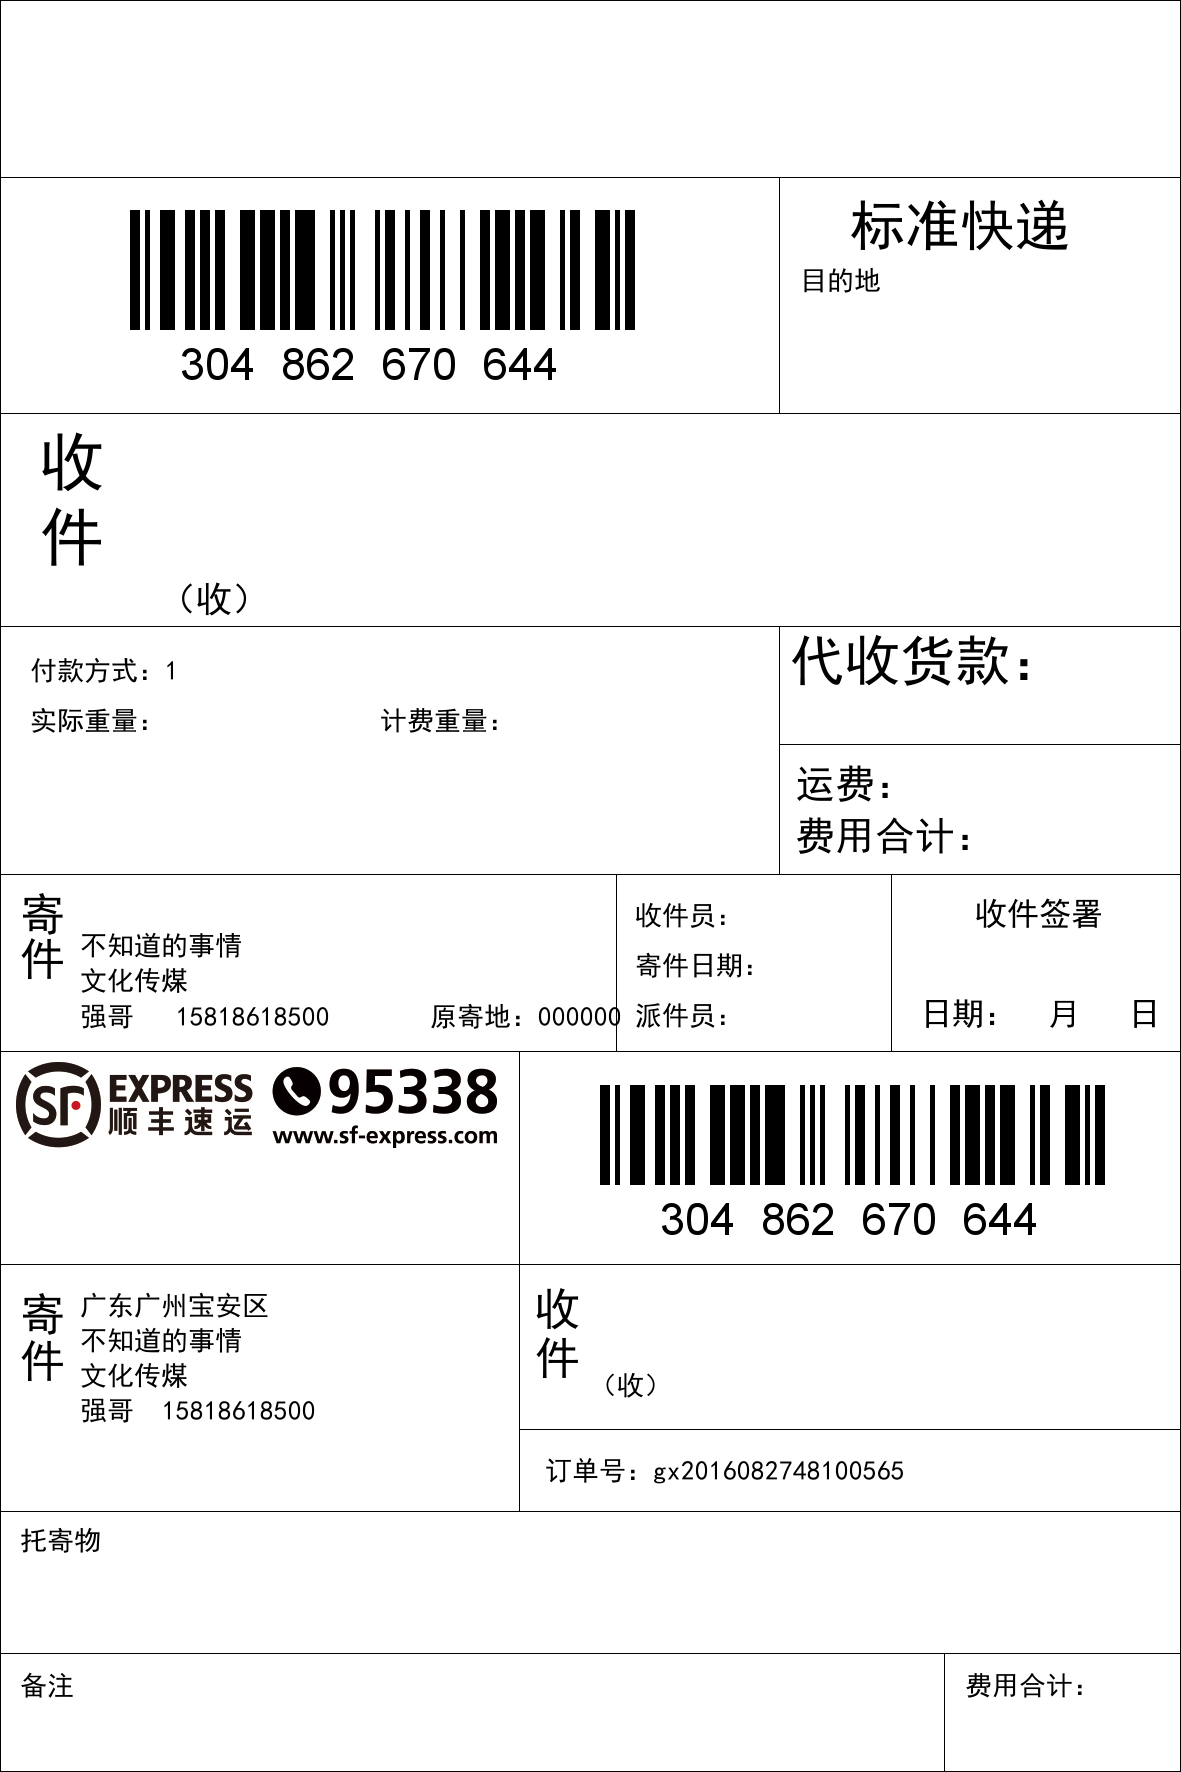 304 862 670 644
标准快递
目的地
收
件
（收）
付款方式：1
实际重量： 计费重量：
代收货款：
运费：
费用合计：
寄
件
不知道的事情
文化传媒
强哥 15818618500 原寄地：000000
收件员：
寄件日期：
派件员：
收件签署
日期： 月 日
SF EXPRESS
顺丰速运
95338
www.sf-express.com
304 862 670 644
寄
件
广东广州宝安区
不知道的事情
文化传媒
强哥 15818618500
收
件
（收）
订单号：gx2016082748100565
托寄物
备注
费用合计：